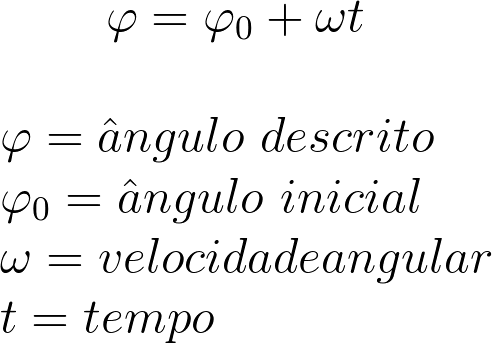 φ = φ₀ + ωt
φ = ângulo descrito
φ₀ = ângulo inicial
ω = velocidadeangular
t = tempo